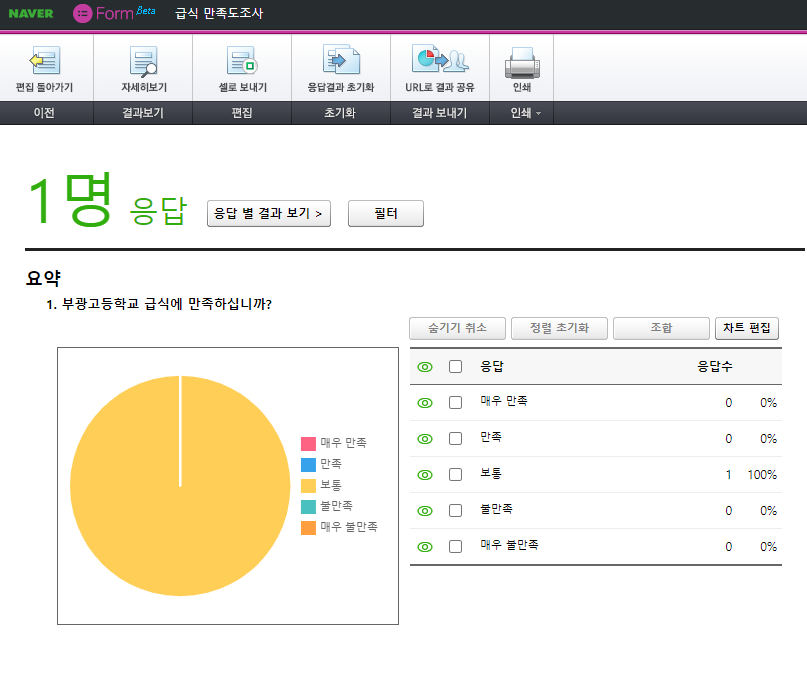 NAVER Form Beta 급식 만족도조사
편집 돌아가기 자세히보기 셀로 보내기 응답결과 초기화 URL로 결과 공유 인쇄
이전 결과보기 편집 초기화 결과 보내기 인쇄
1명 응답 응답 별 결과 보기 > 필터
요약
1. 부광고등학교 급식에 만족하십니까?
숨기기 취소 정렬 초기화 조합 차트 편집
응답 응답수
매우 만족 0 0%
만족 0 0%
보통 1 100%
불만족 0 0%
매우 불만족 0 0%
매우 만족
만족
보통
불만족
매우 불만족